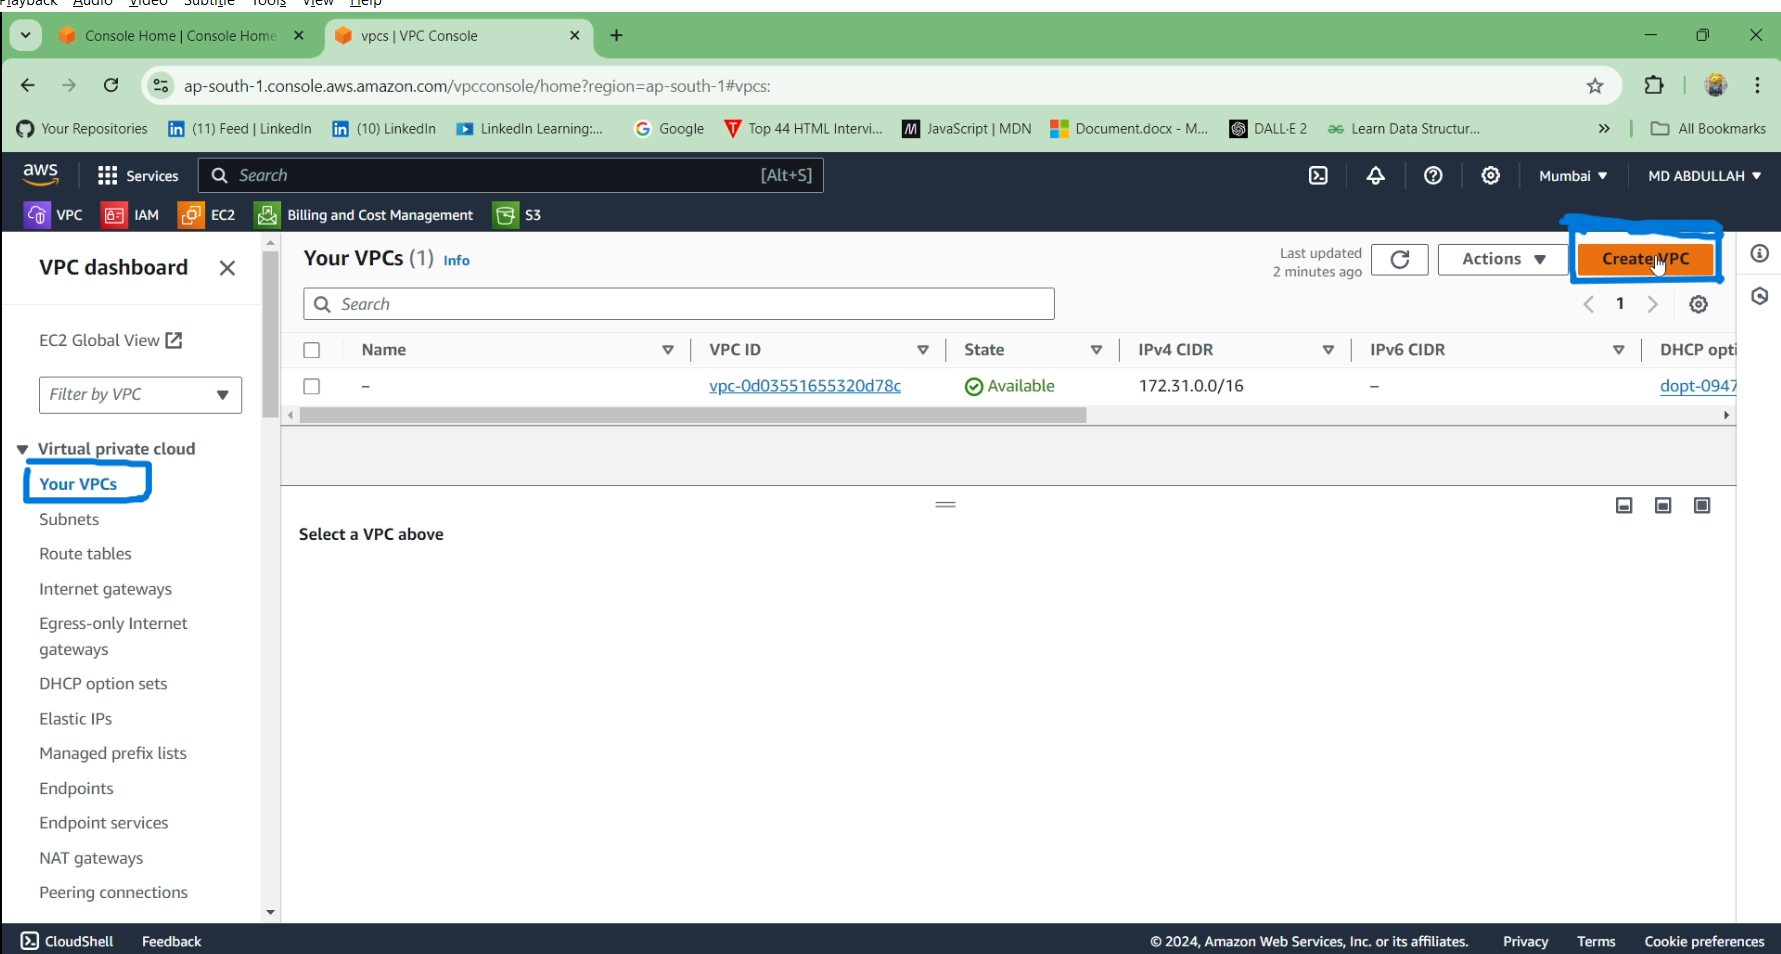 Playback Audio Video Subtitle Tools View Help
Console Home | Console Home
vpcs | VPC Console
ap-south-1.console.aws.amazon.com/vpcconsole/home?region=ap-south-1#vpcs:
Your Repositories (11) Feed | LinkedIn (10) LinkedIn LinkedIn Learning:... Google Top 44 HTML Intervi... JavaScript | MDN Document.docx - M... DALL·E 2 Learn Data Structur... » All Bookmarks
aws Services Search [Alt+S] Mumbai MD ABDULLAH
VPC IAM EC2 Billing and Cost Management S3
VPC dashboard
EC2 Global View
Filter by VPC
Virtual private cloud
Your VPCs
Subnets
Route tables
Internet gateways
Egress-only Internet
gateways
DHCP option sets
Elastic IPs
Managed prefix lists
Endpoints
Endpoint services
NAT gateways
Peering connections
Your VPCs (1) Info
Last updated
2 minutes ago
Actions
Create VPC
Search
1
Name VPC ID State IPv4 CIDR IPv6 CIDR DHCP opti
– vpc-0d03551655320d78c Available 172.31.0.0/16 – dopt-0947
Select a VPC above
CloudShell Feedback © 2024, Amazon Web Services, Inc. or its affiliates. Privacy Terms Cookie preferences